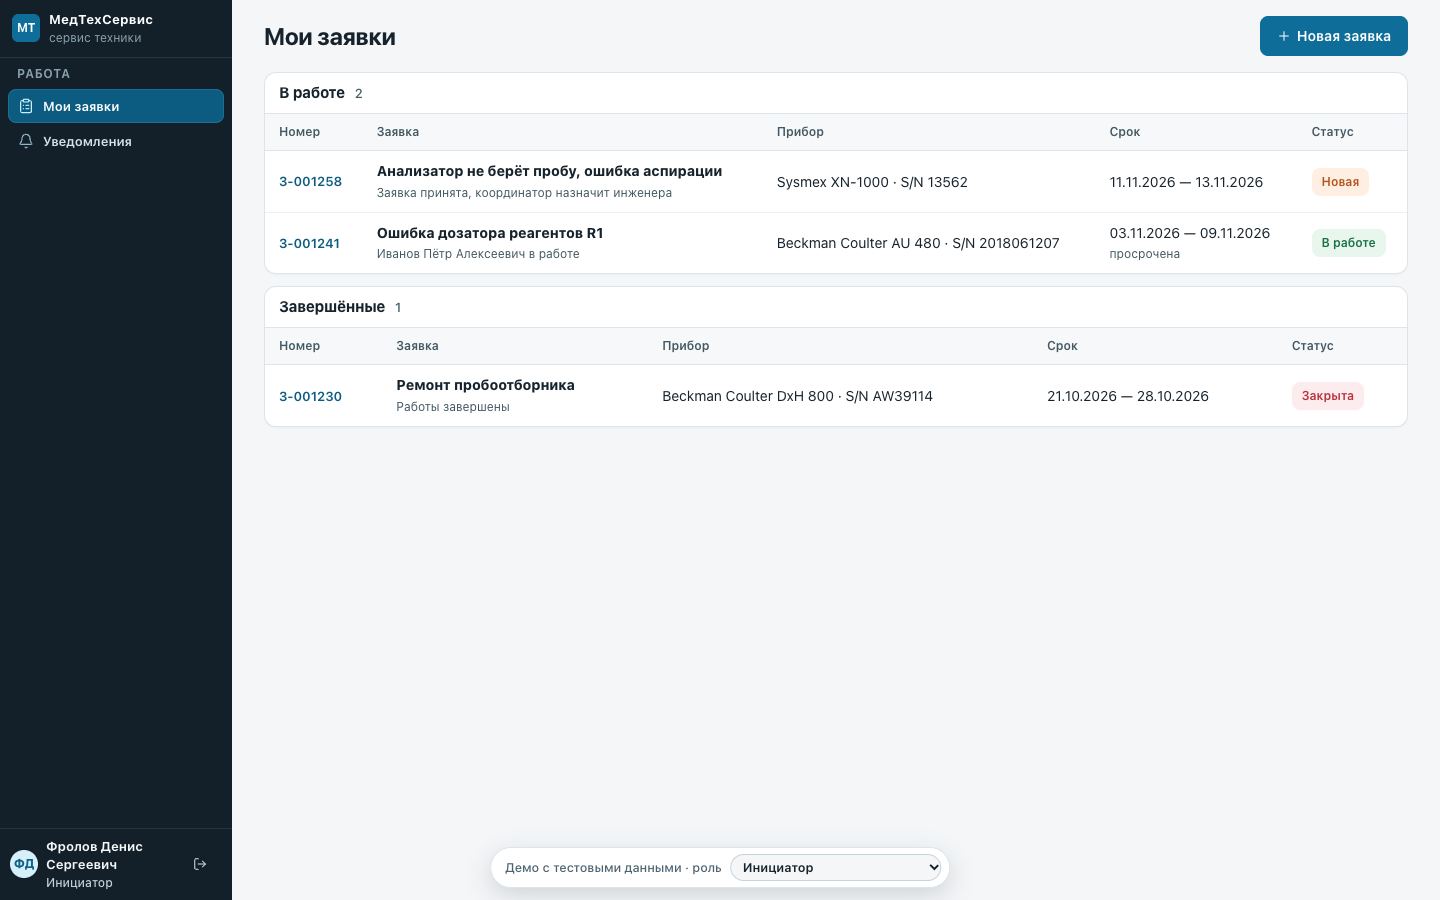 МТ
МедТехСервис
сервис техники
РАБОТА
Мои заявки
Уведомления
Мои заявки
+ Новая заявка
В работе 2
Номер Заявка Прибор Срок Статус
З-001258 Анализатор не берёт пробу, ошибка аспирации Sysmex XN-1000 · S/N 13562 11.11.2026 — 13.11.2026 Новая
Заявка принята, координатор назначит инженера
З-001241 Ошибка дозатора реагентов R1 Beckman Coulter AU 480 · S/N 2018061207 03.11.2026 — 09.11.2026 В работе
Иванов Пётр Алексеевич в работе просрочена
Завершённые 1
Номер Заявка Прибор Срок Статус
З-001230 Ремонт пробоотборника Beckman Coulter DxH 800 · S/N AW39114 21.10.2026 — 28.10.2026 Закрыта
Работы завершены
ФД
Фролов Денис
Сергеевич
Инициатор
Демо с тестовыми данными · роль Инициатор